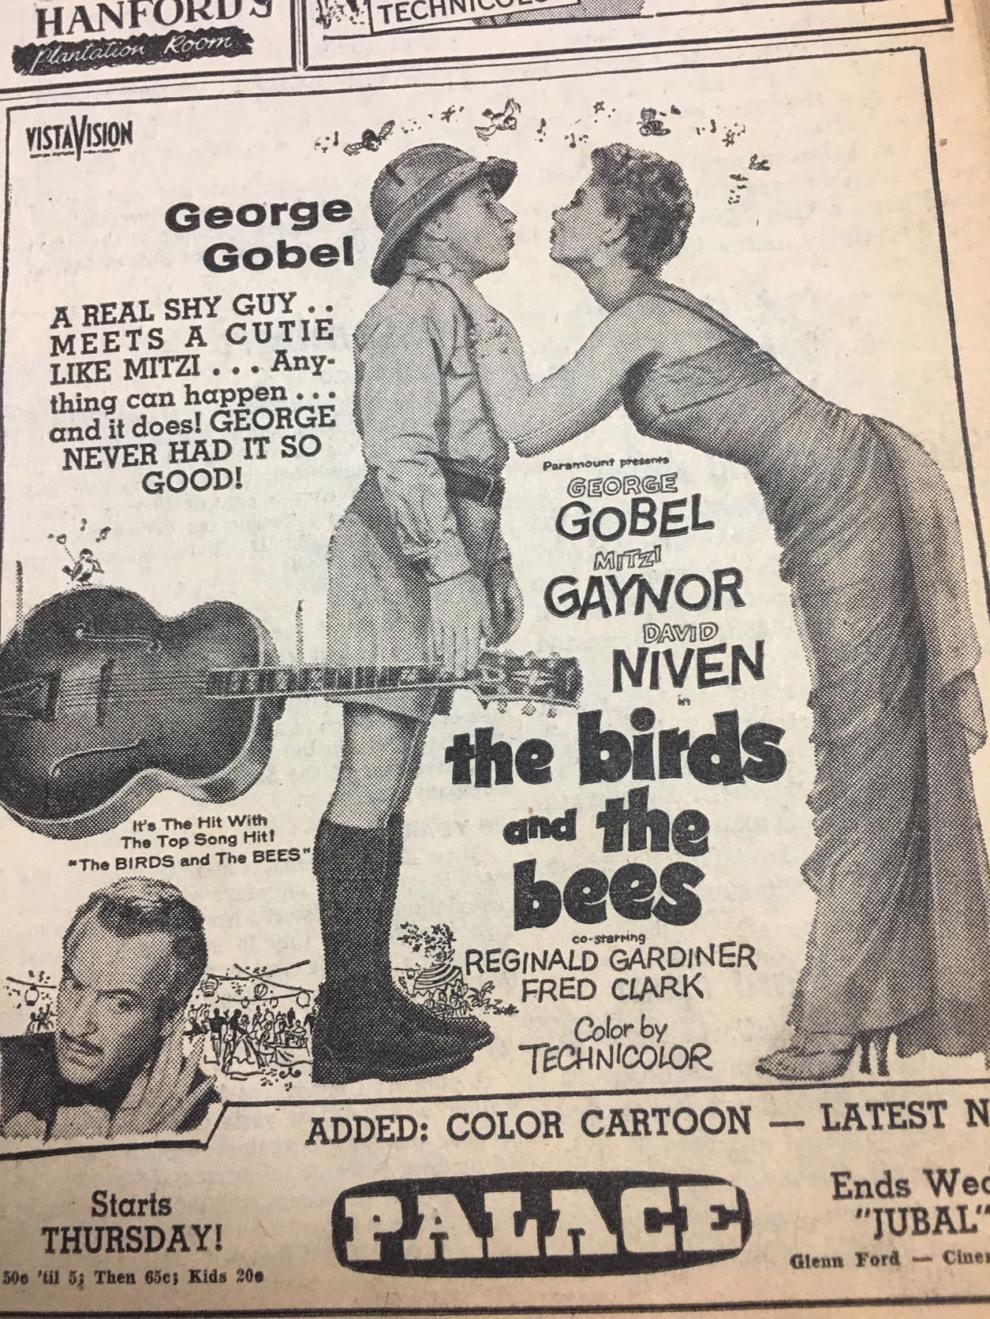 HANFORD'S
Plantation Room
TECHNICOLOR
VISTAVISION
George
Gobel
A REAL SHY GUY . .
MEETS A CUTIE
LIKE MITZI . . . Any-
thing can happen . . .
and it does! GEORGE
NEVER HAD IT SO
GOOD!
Paramount presents
GEORGE
GOBEL
MITZI
GAYNOR
DAVID
NIVEN
in
the birds
and the
bees
It's The Hit With
The Top Song Hit!
"The BIRDS and The BEES"
co-starring
REGINALD GARDINER
FRED CLARK
Color by
TECHNICOLOR
ADDED: COLOR CARTOON — LATEST N
Starts
THURSDAY!
50c 'til 5; Then 65c; Kids 20c
PALACE
Ends Wed
"JUBAL"
Glenn Ford — Cinem